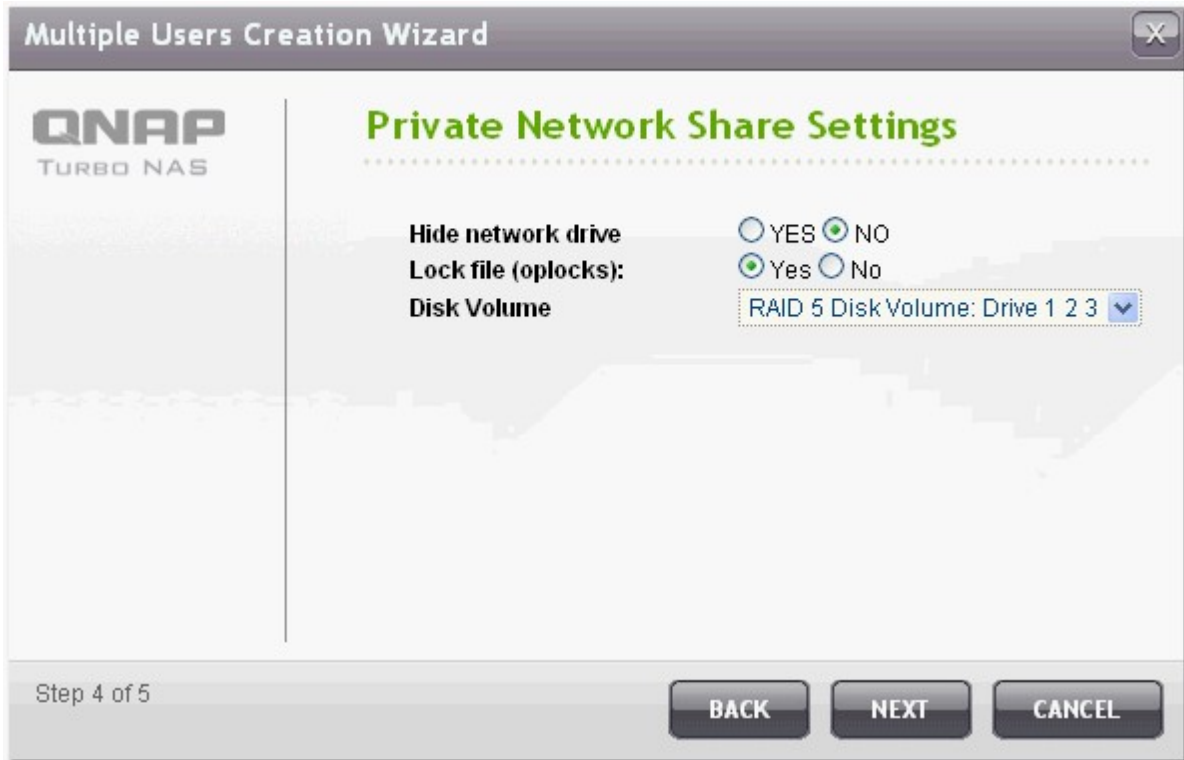 Multiple Users Creation Wizard
X
QNAP
TURBO NAS
Private Network Share Settings
Hide network drive YES NO
Lock file (oplocks): Yes No
Disk Volume RAID 5 Disk Volume: Drive 1 2 3
Step 4 of 5
BACK NEXT CANCEL